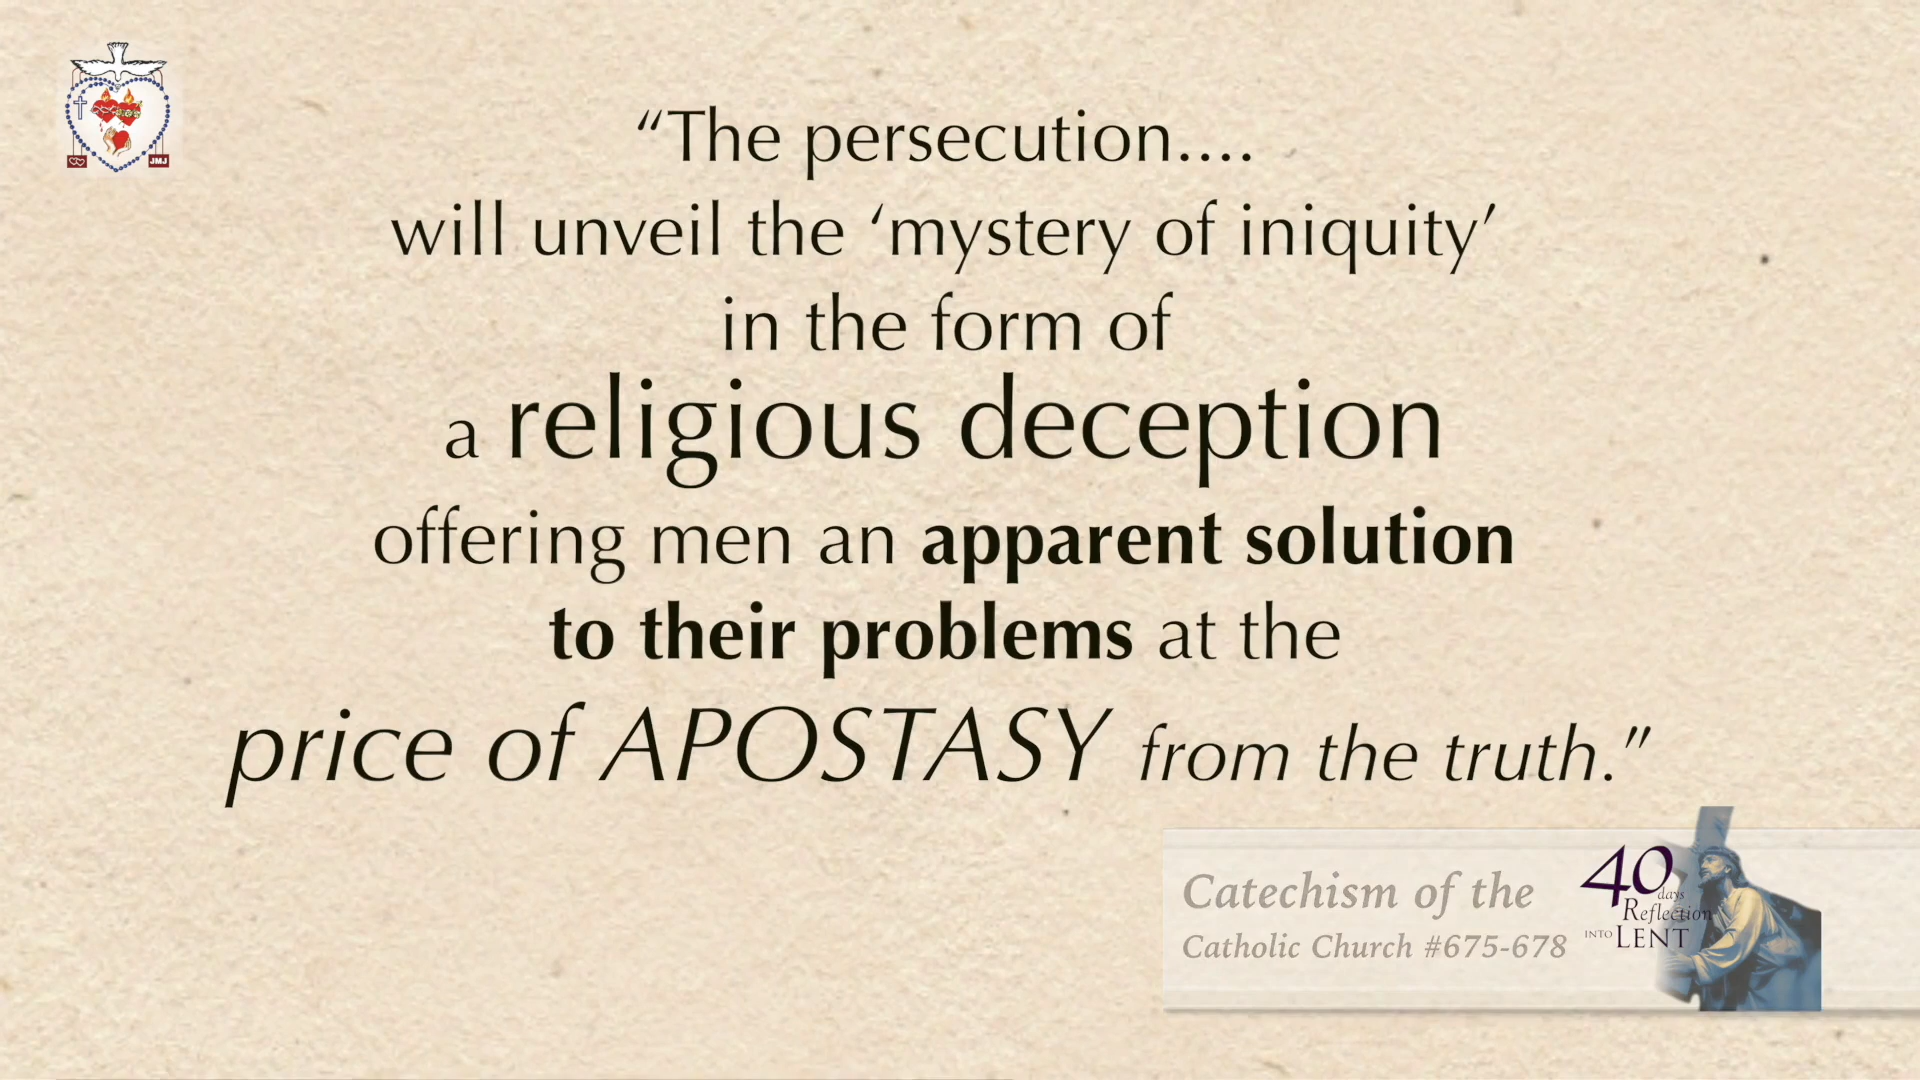 “The persecution....
will unveil the ‘mystery of iniquity’
in the form of
a religious deception
offering men an apparent solution
to their problems at the
price of APOSTASY from the truth.”
Catechism of the
Catholic Church #675-678
40
days
Reflection
INTO LENT
JMJ